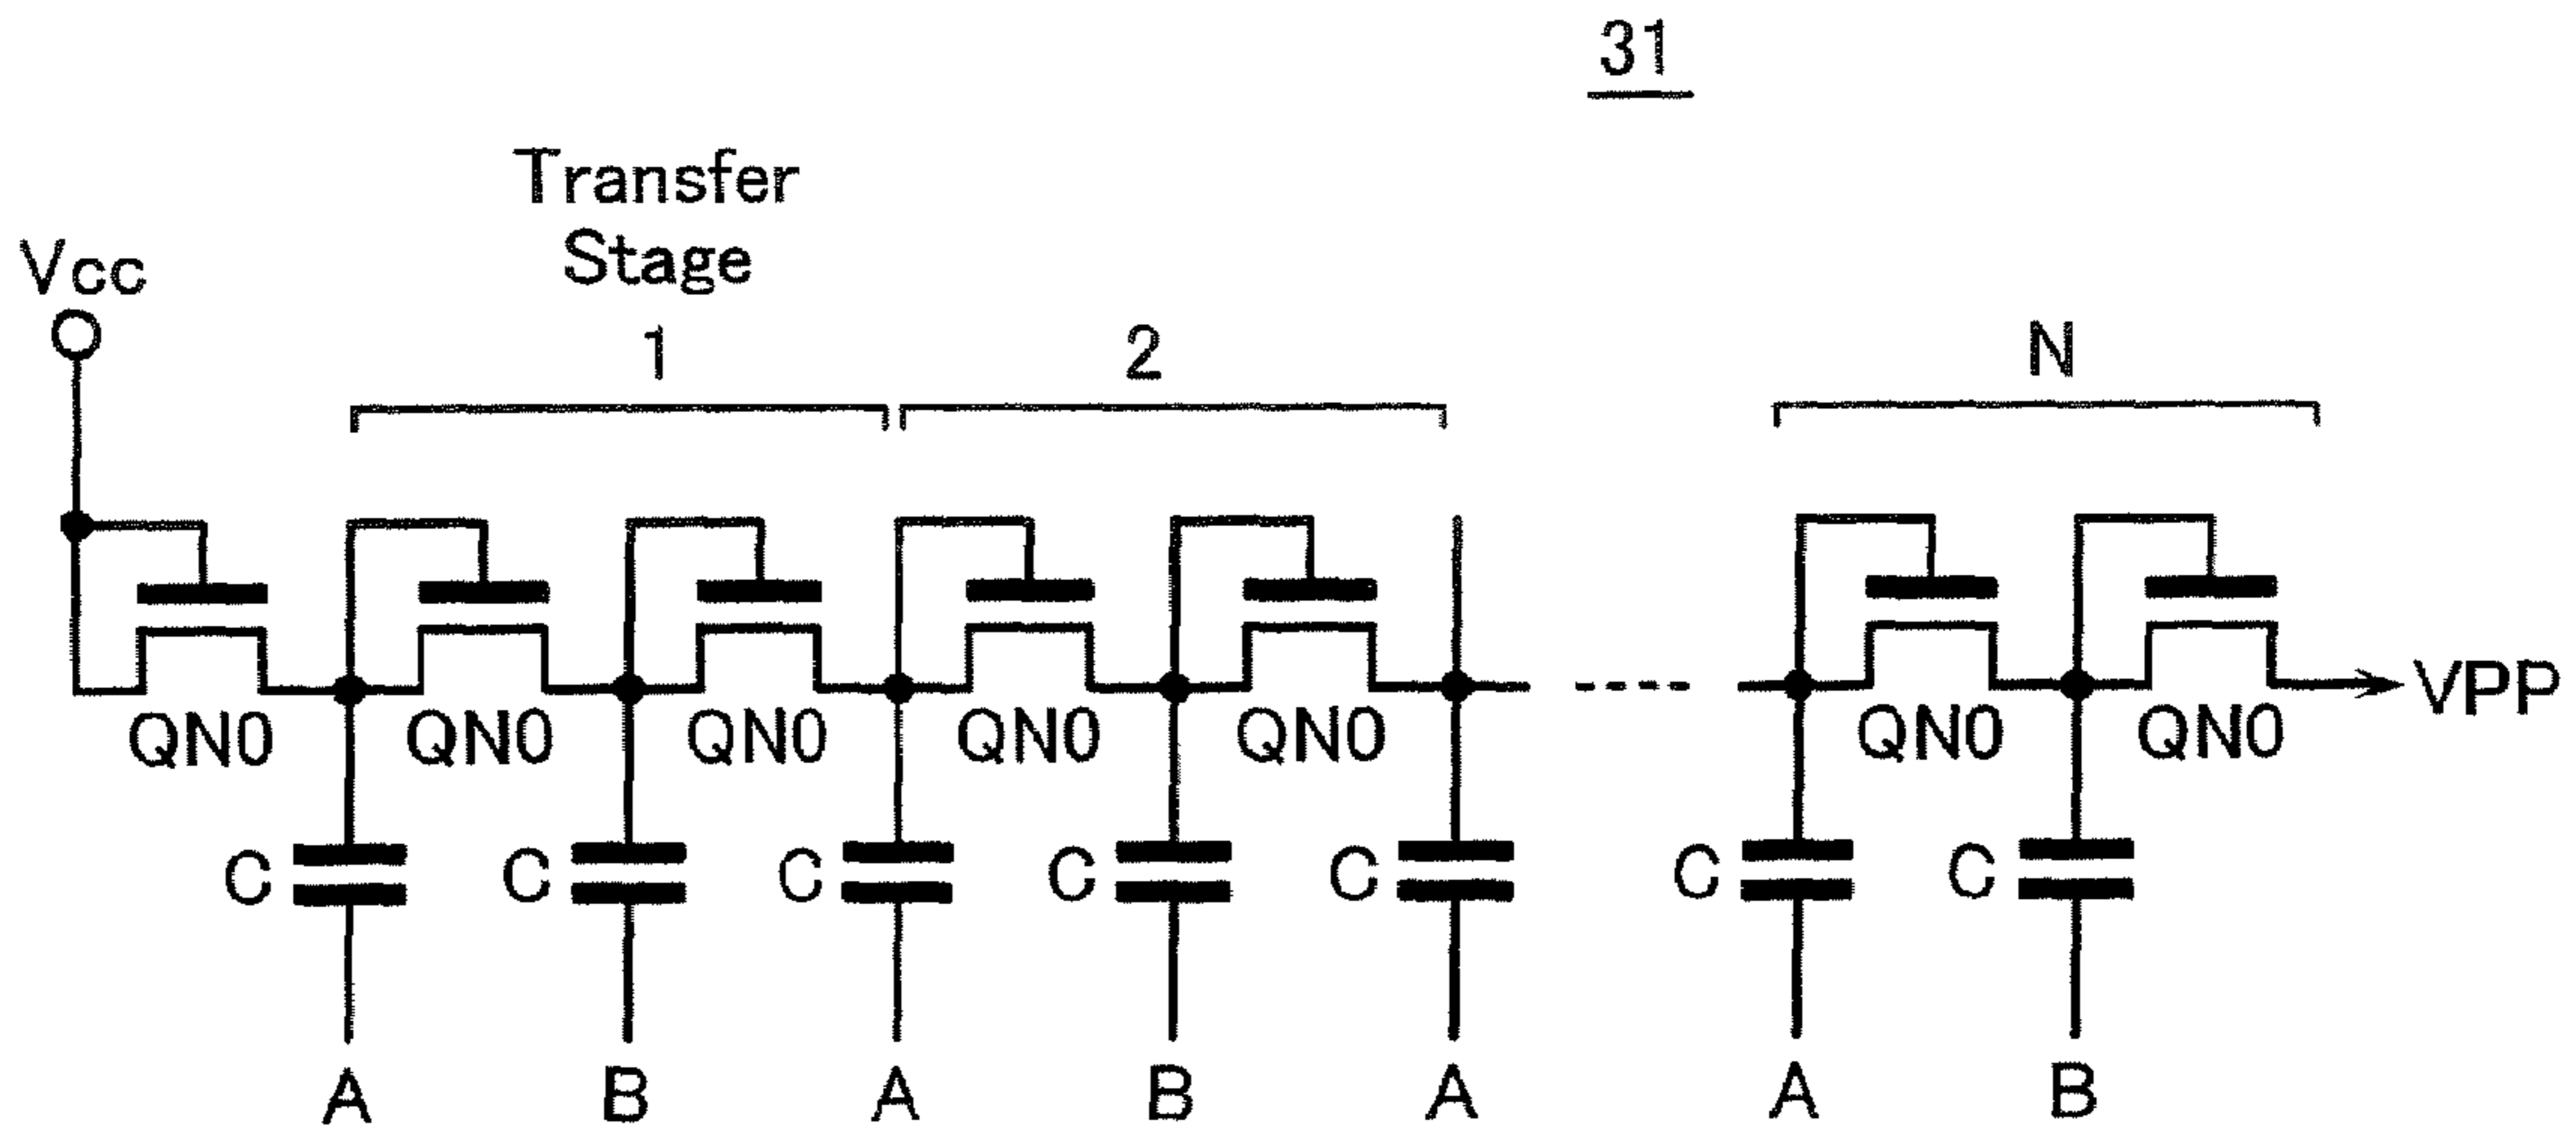 31
Transfer
Stage
Vcc
1 2 N
VPP
QN0 QN0 QN0 QN0 QN0 QN0 QN0
C C C C C C C
A B A B A A B